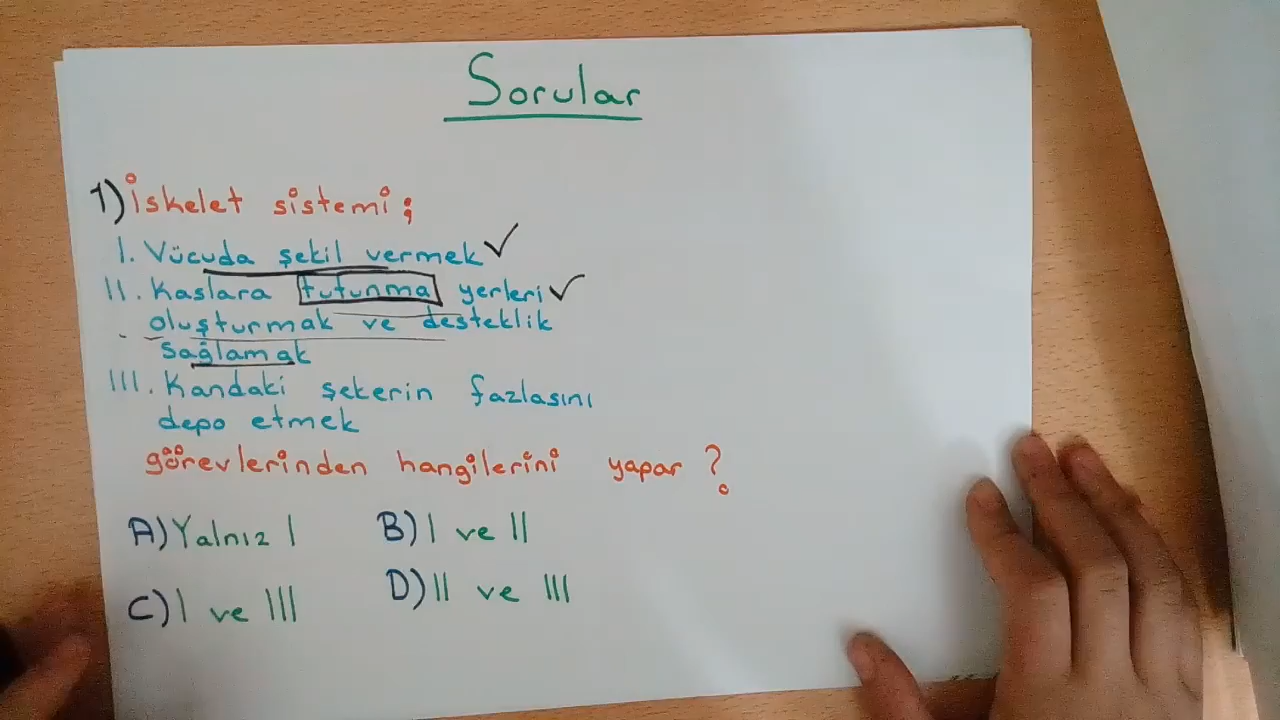 Sorular
1) İskelet sistemi;
I. Vücuda şekil vermek ✓
II. Kaslara tutunma yerleri ✓
oluşturmak ve desteklik
sağlamak
III. Kandaki şekerin fazlasını
depo etmek
görevlerinden hangilerini yapar ?
A) Yalnız I B) I ve II
C) I ve III D) II ve III